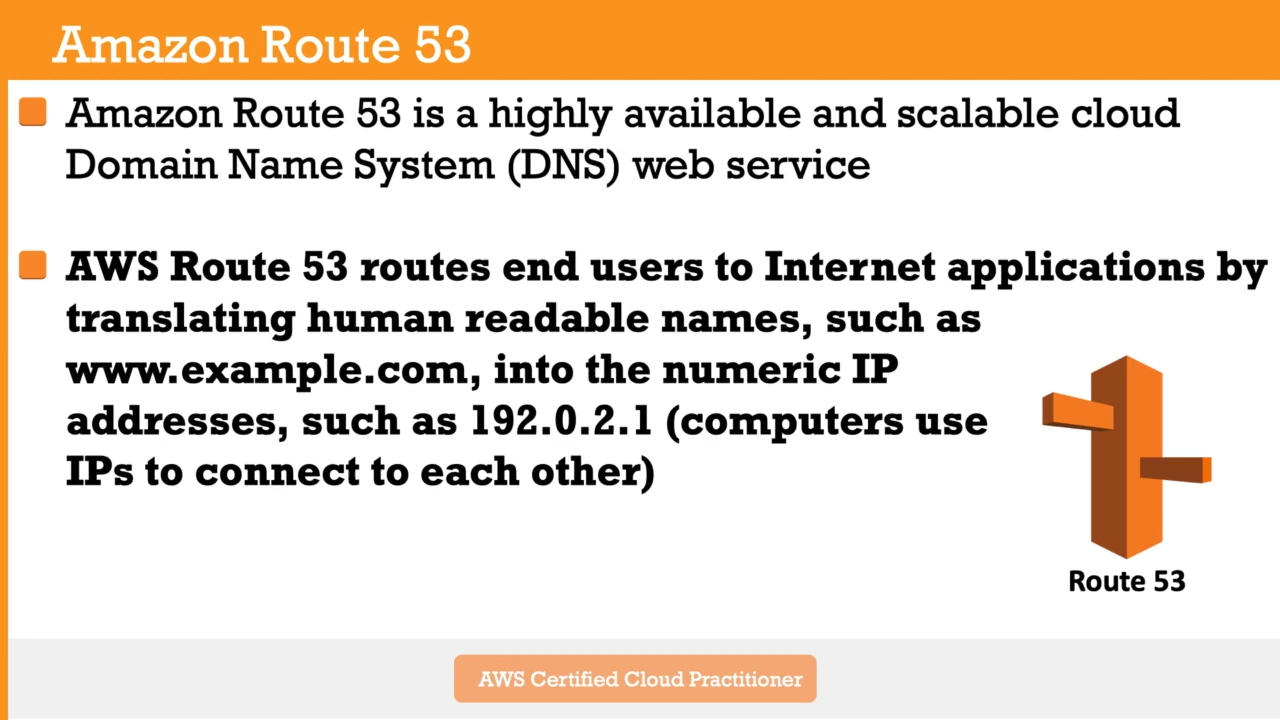 Amazon Route 53
Amazon Route 53 is a highly available and scalable cloud
Domain Name System (DNS) web service
AWS Route 53 routes end users to Internet applications by
translating human readable names, such as
www.example.com, into the numeric IP
addresses, such as 192.0.2.1 (computers use
IPs to connect to each other)
Route 53
AWS Certified Cloud Practitioner